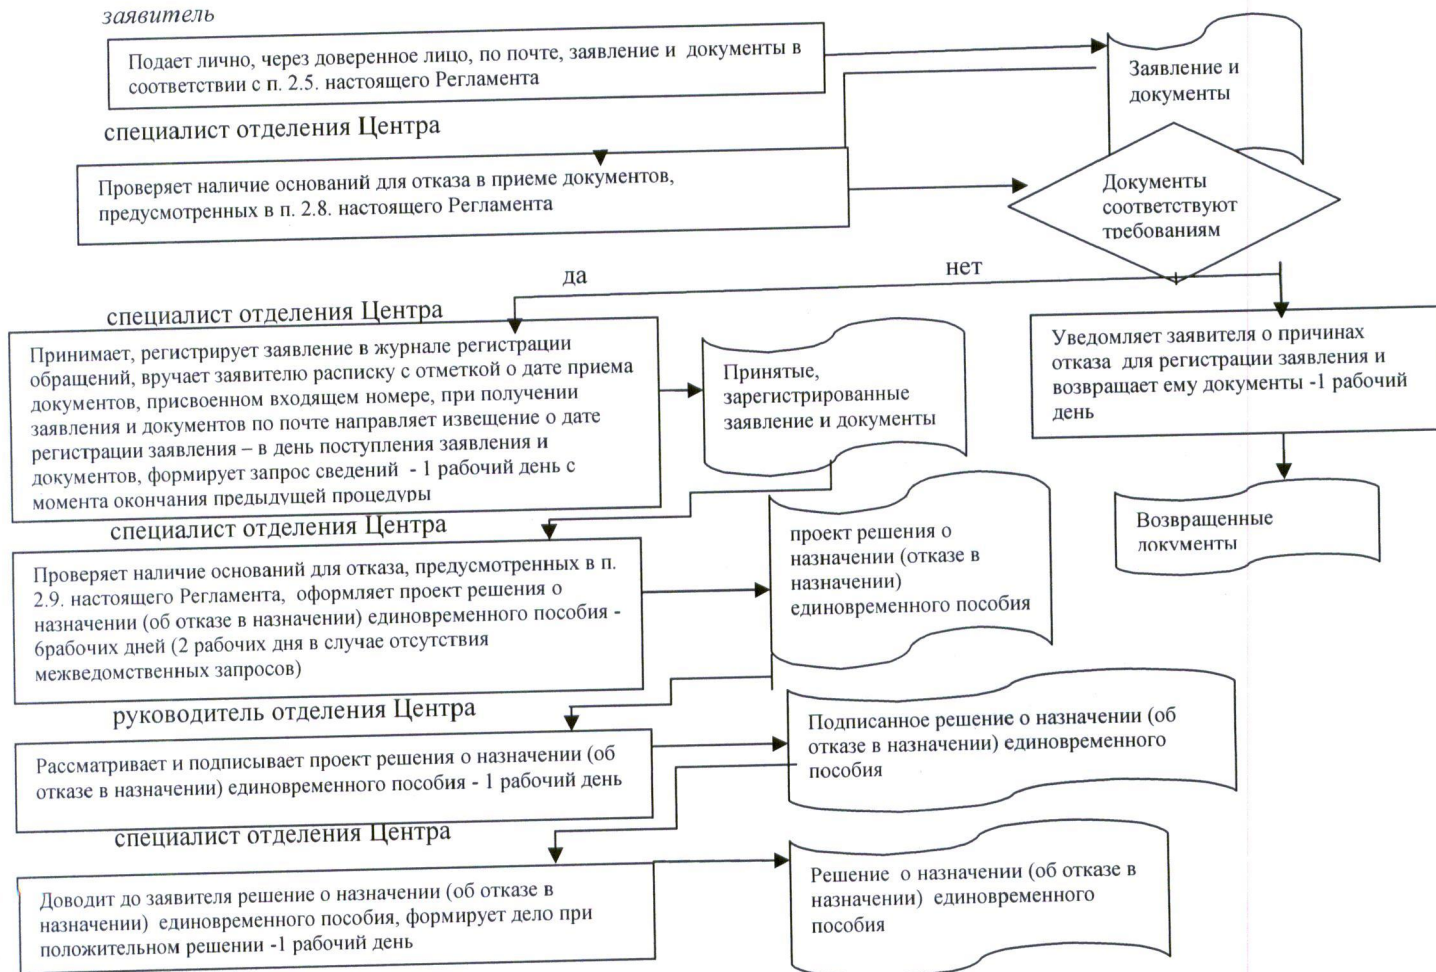 заявитель
Подает лично, через доверенное лицо, по почте, заявление и документы в
соответствии с п. 2.5. настоящего Регламента
Заявление и
документы
специалист отделения Центра
Проверяет наличие оснований для отказа в приеме документов,
предусмотренных в п. 2.8. настоящего Регламента
Документы
соответствуют
требованиям
да
нет
специалист отделения Центра
Принимает, регистрирует заявление в журнале регистрации
обращений, вручает заявителю расписку с отметкой о дате приема
документов, присвоенном входящем номере, при получении
заявления и документов по почте направляет извещение о дате
регистрации заявления – в день поступления заявления и
документов, формирует запрос сведений - 1 рабочий день с
момента окончания предыдущей процедуры
Принятые,
зарегистрированные
заявление и документы
Уведомляет заявителя о причинах
отказа для регистрации заявления и
возвращает ему документы -1 рабочий
день
Возвращенные
документы
специалист отделения Центра
Проверяет наличие оснований для отказа, предусмотренных в п.
2.9. настоящего Регламента, оформляет проект решения о
назначении (об отказе в назначении) единовременного пособия -
6рабочих дней (2 рабочих дня в случае отсутствия
межведомственных запросов)
проект решения о
назначении (отказе в
назначении)
единовременного пособия
руководитель отделения Центра
Рассматривает и подписывает проект решения о назначении (об
отказе в назначении) единовременного пособия - 1 рабочий день
Подписанное решение о назначении (об
отказе в назначении) единовременного
пособия
специалист отделения Центра
Доводит до заявителя решение о назначении (об отказе в
назначении) единовременного пособия, формирует дело при
положительном решении -1 рабочий день
Решение о назначении (об отказе в
назначении) единовременного
пособия